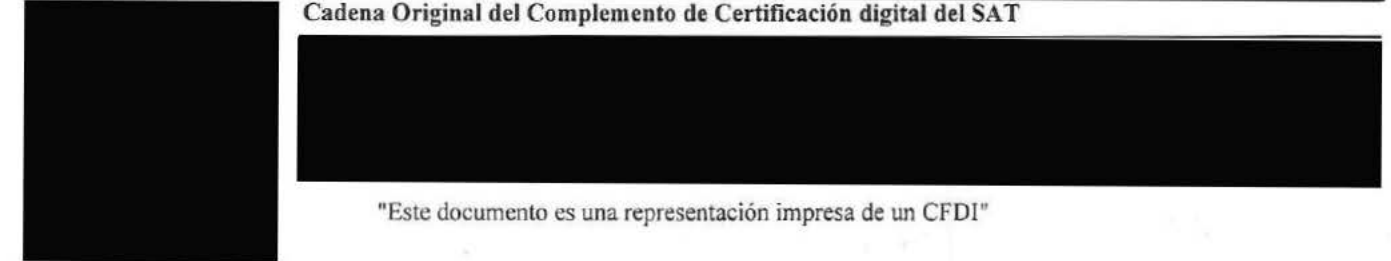 Cadena Original del Complemento de Certificación digital del SAT
"Este documento es una representación impresa de un CFDI"